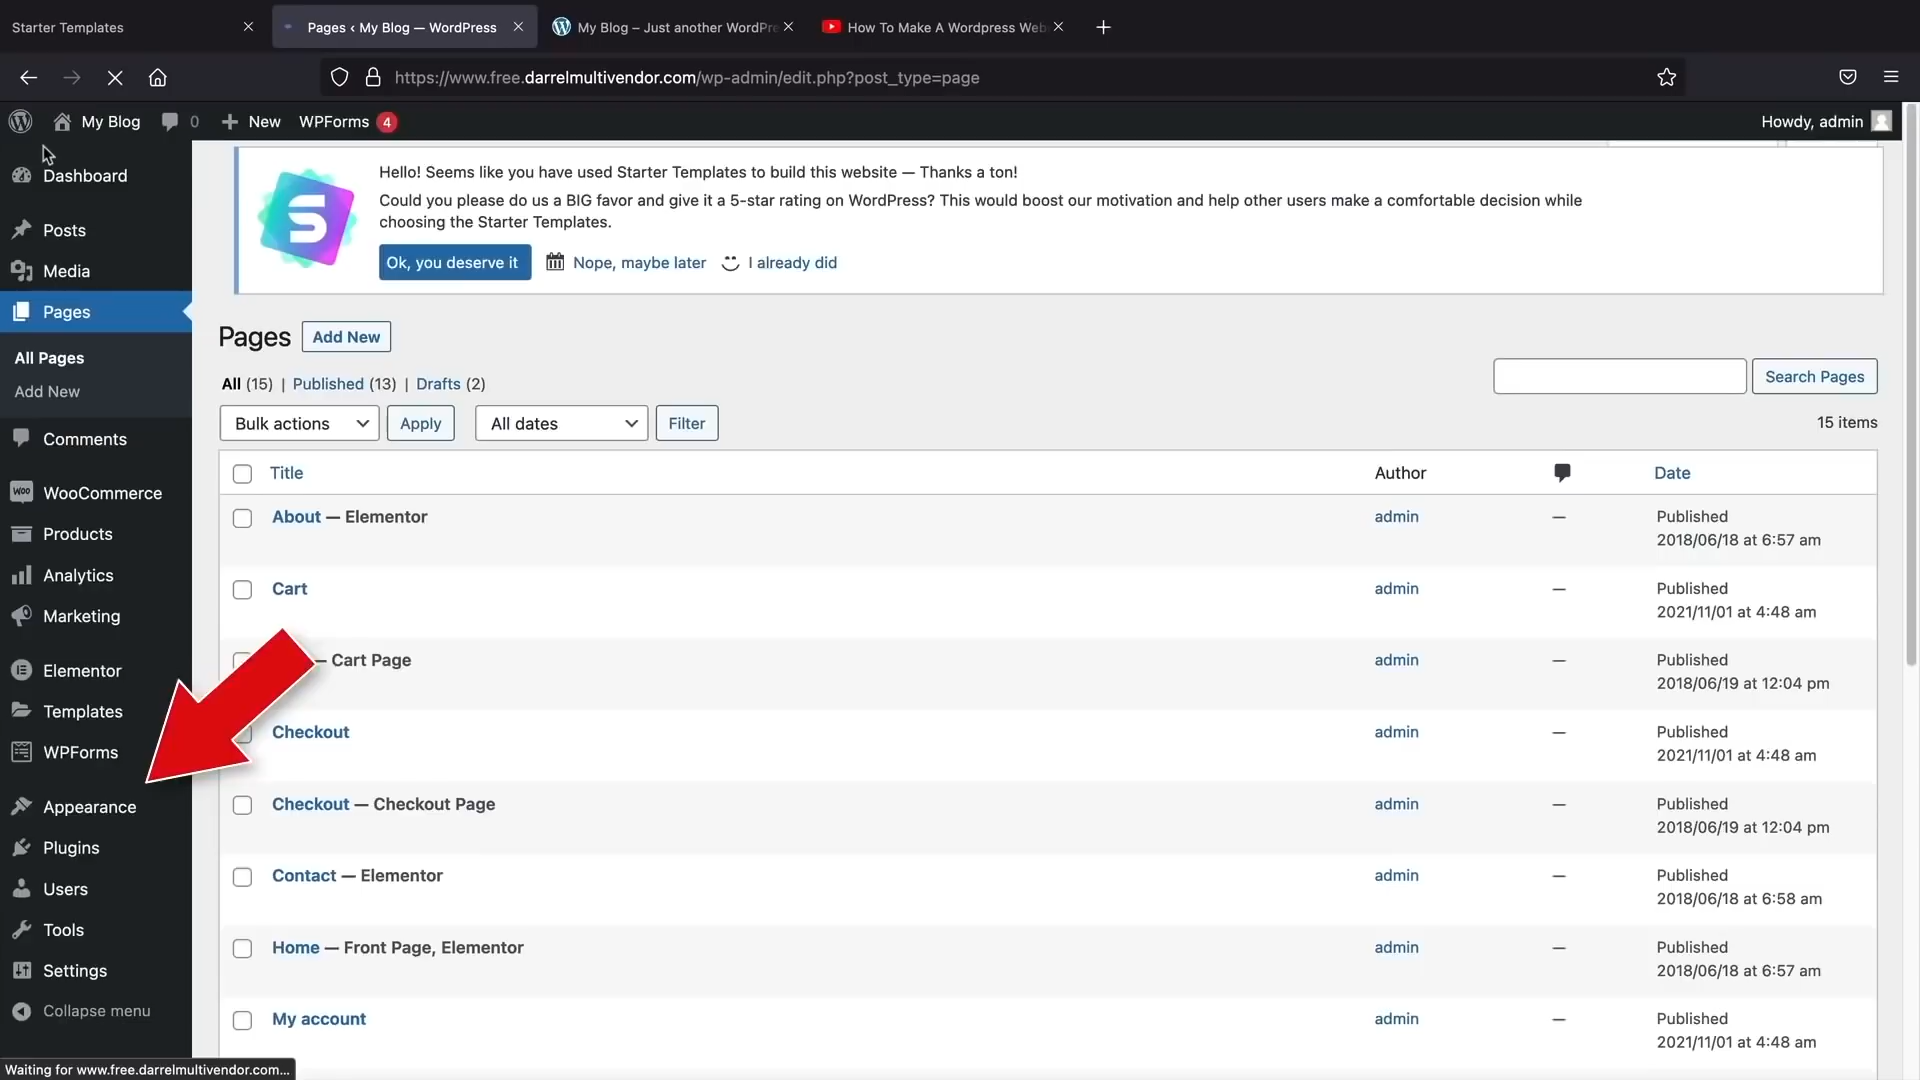 Starter Templates
Pages ‹ My Blog — WordPress
My Blog – Just another WordPre
How To Make A Wordpress Web
https://www.free.darrelmultivendor.com/wp-admin/edit.php?post_type=page
My Blog
0
New
WPForms
4
Howdy, admin
Dashboard
Posts
Media
Pages
All Pages
Add New
Comments
WooCommerce
Products
Analytics
Marketing
Elementor
Templates
WPForms
Appearance
Plugins
Users
Tools
Settings
Collapse menu
Hello! Seems like you have used Starter Templates to build this website — Thanks a ton!
Could you please do us a BIG favor and give it a 5-star rating on WordPress? This would boost our motivation and help other users make a comfortable decision while
choosing the Starter Templates.
Ok, you deserve it
Nope, maybe later
I already did
Pages
Add New
All (15) | Published (13) | Drafts (2)
Search Pages
Bulk actions
Apply
All dates
Filter
15 items
Title
Author
Date
About — Elementor
admin
—
Published
2018/06/18 at 6:57 am
Cart
admin
—
Published
2021/11/01 at 4:48 am
— Cart Page
admin
—
Published
2018/06/19 at 12:04 pm
Checkout
admin
—
Published
2021/11/01 at 4:48 am
Checkout — Checkout Page
admin
—
Published
2018/06/19 at 12:04 pm
Contact — Elementor
admin
—
Published
2018/06/18 at 6:58 am
Home — Front Page, Elementor
admin
—
Published
2018/06/18 at 6:57 am
My account
admin
—
Published
2021/11/01 at 4:48 am
Waiting for www.free.darrelmultivendor.com...